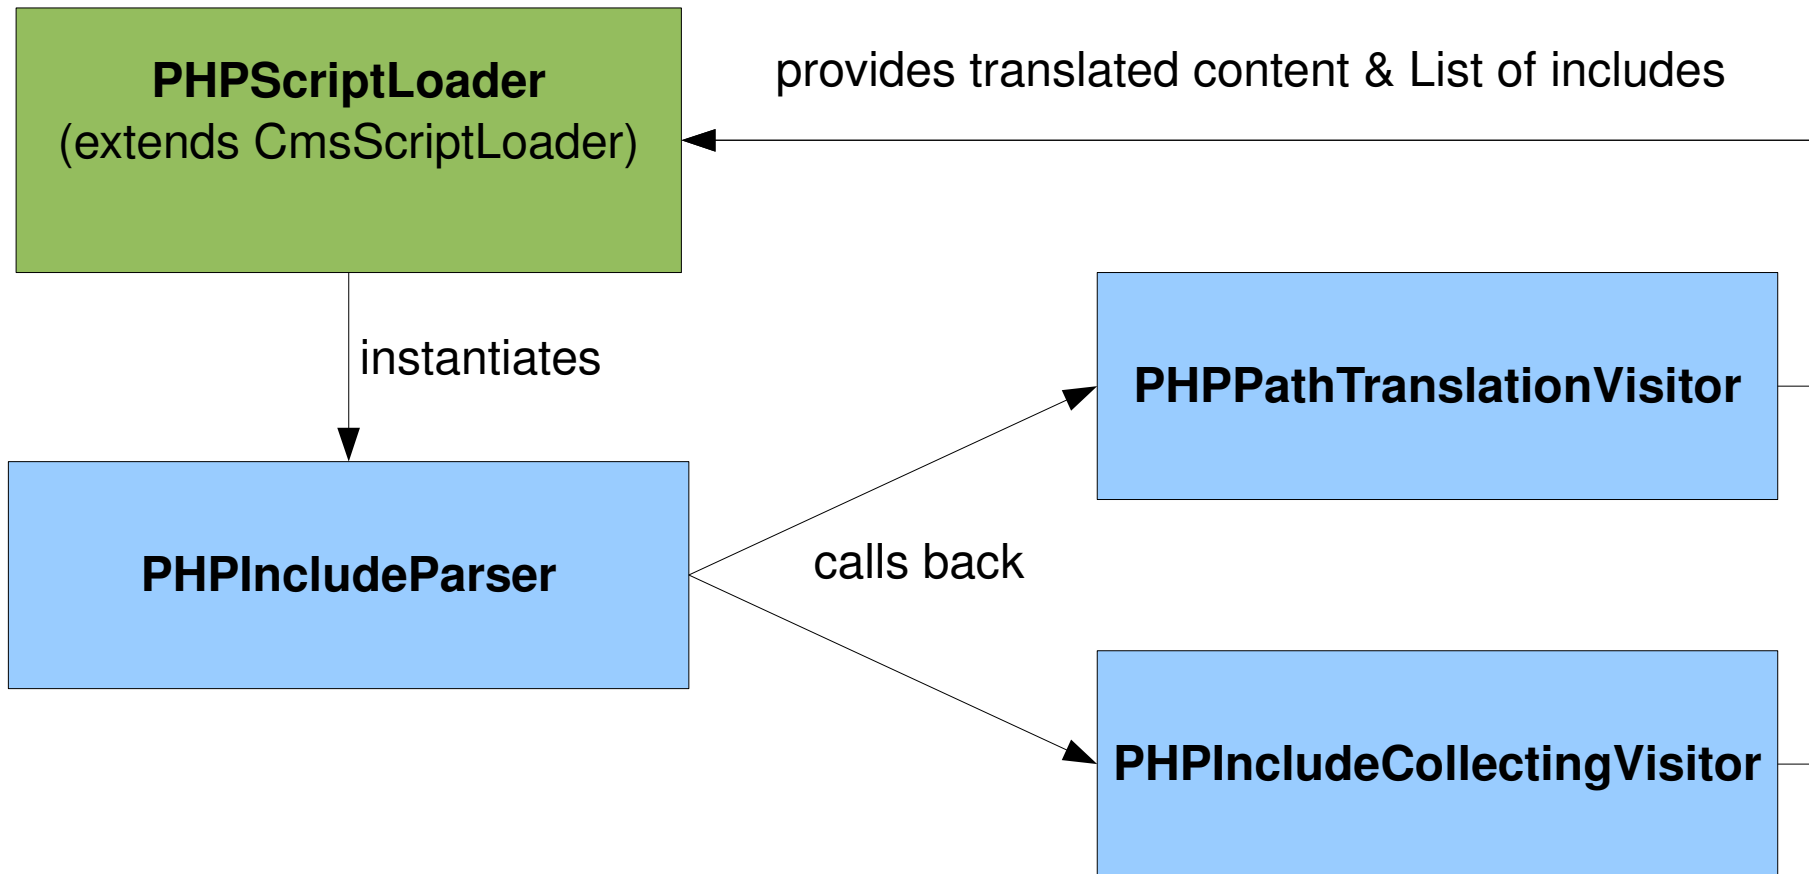 PHPScriptLoader
(extends CmsScriptLoader)
provides translated content & List of includes
instantiates
PHPPathTranslationVisitor
PHPIncludeParser
calls back
PHPIncludeCollectingVisitor